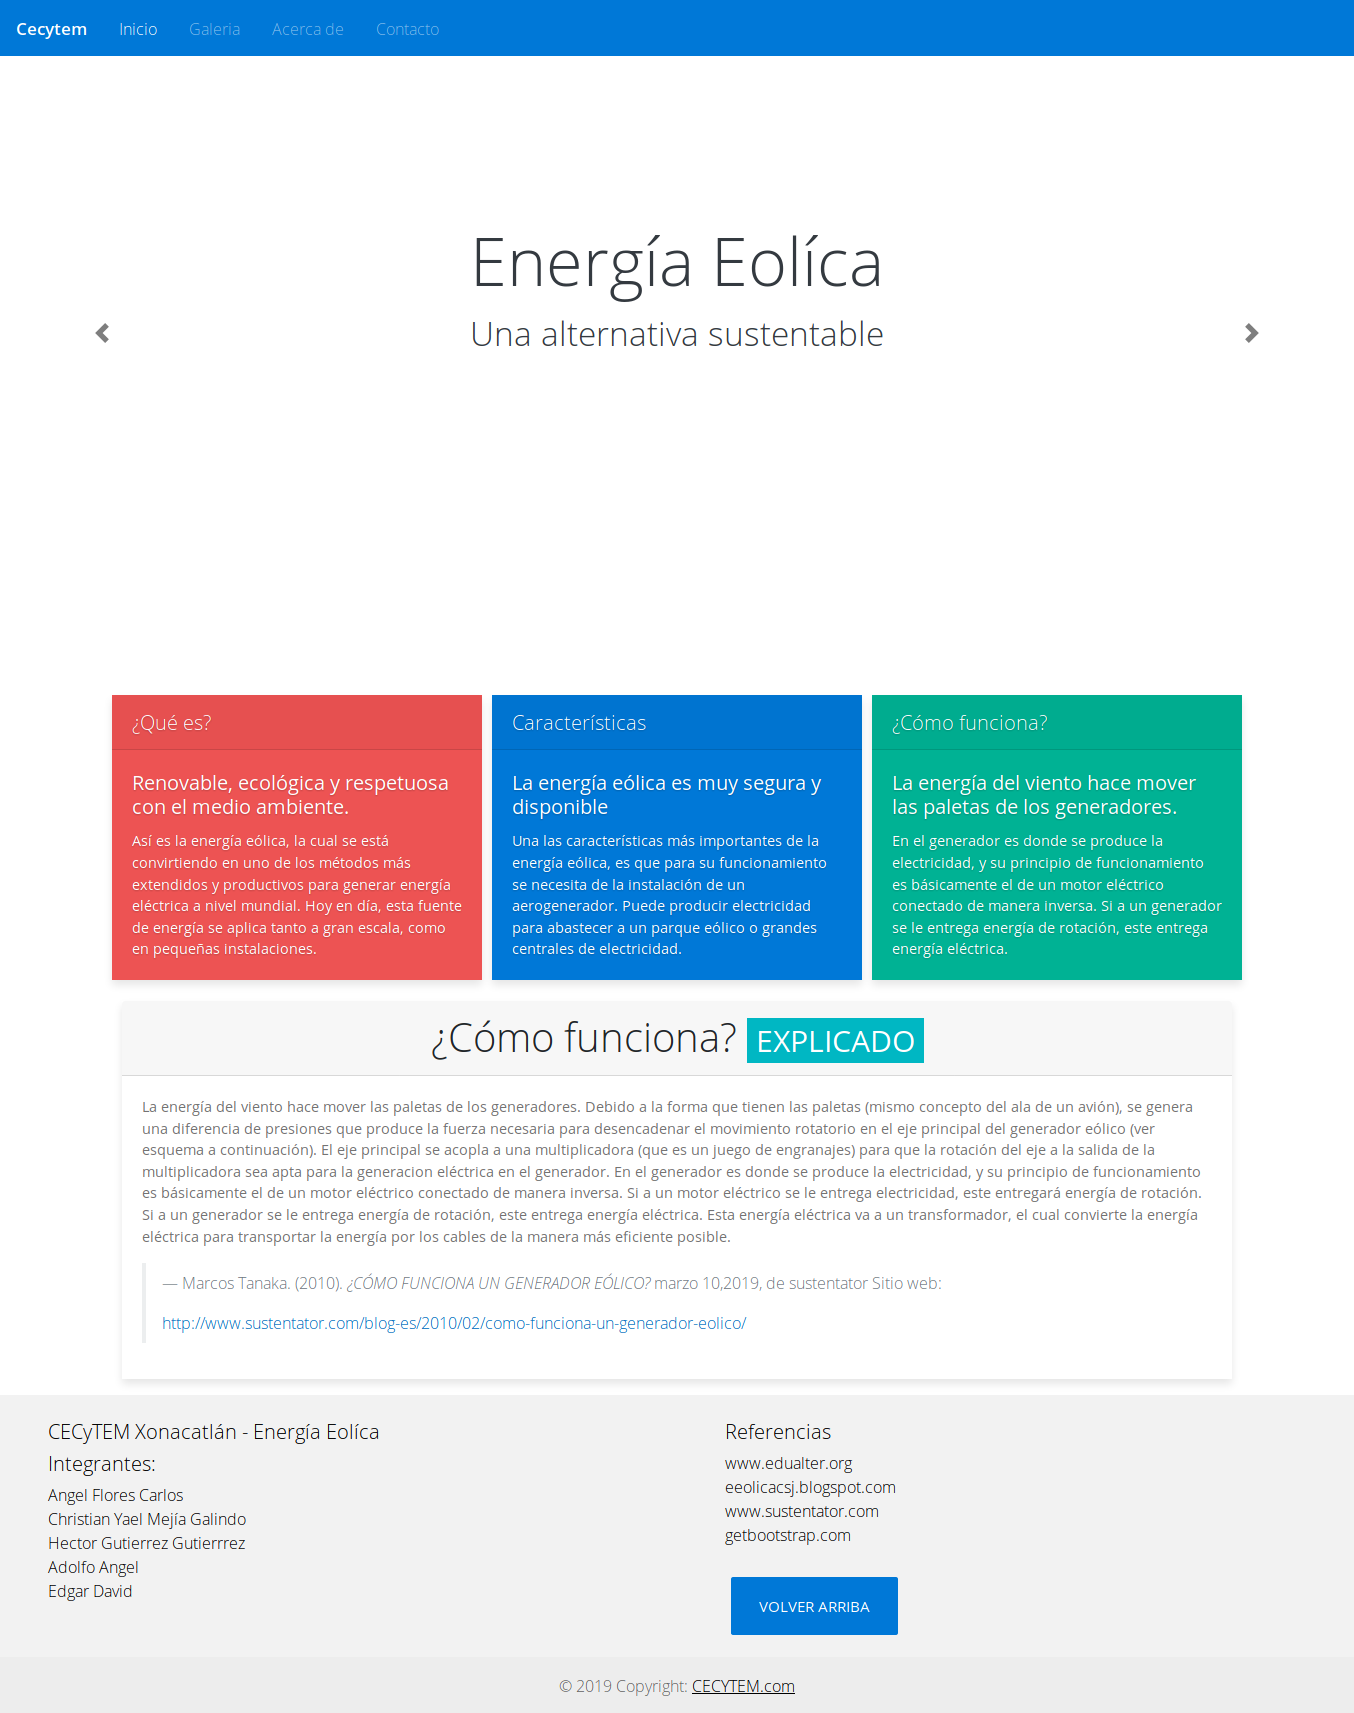 Cecytem Inicio Galeria Acerca de Contacto
Energía Eolíca
Una alternativa sustentable
¿Qué es?
Renovable, ecológica y respetuosa
con el medio ambiente.
Así es la energía eólica, la cual se está
convirtiendo en uno de los métodos más
extendidos y productivos para generar energía
eléctrica a nivel mundial. Hoy en día, esta fuente
de energía se aplica tanto a gran escala, como
en pequeñas instalaciones.
Características
La energía eólica es muy segura y
disponible
Una las características más importantes de la
energía eólica, es que para su funcionamiento
se necesita de la instalación de un
aerogenerador. Puede producir electricidad
para abastecer a un parque eólico o grandes
centrales de electricidad.
¿Cómo funciona?
La energía del viento hace mover
las paletas de los generadores.
En el generador es donde se produce la
electricidad, y su principio de funcionamiento
es básicamente el de un motor eléctrico
conectado de manera inversa. Si a un generador
se le entrega energía de rotación, este entrega
energía eléctrica.
¿Cómo funciona? EXPLICADO
La energía del viento hace mover las paletas de los generadores. Debido a la forma que tienen las paletas (mismo concepto del ala de un avión), se genera
una diferencia de presiones que produce la fuerza necesaria para desencadenar el movimiento rotatorio en el eje principal del generador eólico (ver
esquema a continuación). El eje principal se acopla a una multiplicadora (que es un juego de engranajes) para que la rotación del eje a la salida de la
multiplicadora sea apta para la generacion eléctrica en el generador. En el generador es donde se produce la electricidad, y su principio de funcionamiento
es básicamente el de un motor eléctrico conectado de manera inversa. Si a un motor eléctrico se le entrega electricidad, este entregará energía de rotación.
Si a un generador se le entrega energía de rotación, este entrega energía eléctrica. Esta energía eléctrica va a un transformador, el cual convierte la energía
eléctrica para transportar la energía por los cables de la manera más eficiente posible.
— Marcos Tanaka. (2010). ¿CÓMO FUNCIONA UN GENERADOR EÓLICO? marzo 10,2019, de sustentator Sitio web:
http://www.sustentator.com/blog-es/2010/02/como-funciona-un-generador-eolico/
CECyTEM Xonacatlán - Energía Eolíca
Integrantes:
Angel Flores Carlos
Christian Yael Mejía Galindo
Hector Gutierrez Gutierrrez
Adolfo Angel
Edgar David
Referencias
www.edualter.org
eeolicacsj.blogspot.com
www.sustentator.com
getbootstrap.com
VOLVER ARRIBA
© 2019 Copyright: CECYTEM.com